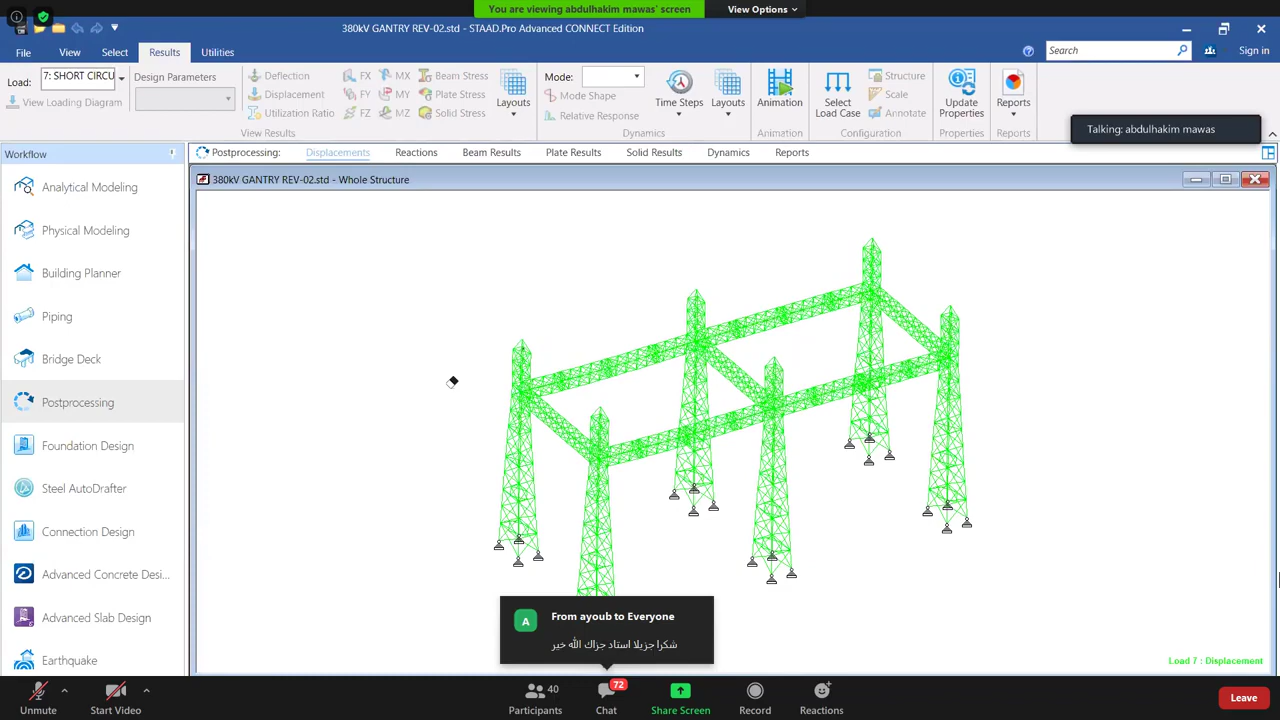 You are viewing abdulhakim mawas' screen
View Options
380kV GANTRY REV-02.std - STAAD.Pro Advanced CONNECT Edition
File
View
Select
Results
Utilities
Search
Sign in
Load:
7: SHORT CIRCU
Design Parameters
View Loading Diagram
Deflection
Displacement
Utilization Ratio
FX
FY
FZ
MX
MY
MZ
Beam Stress
Plate Stress
Solid Stress
Layouts
View Results
Mode:
Mode Shape
Relative Response
Time Steps
Layouts
Dynamics
Animation
Animation
Select
Load Case
Structure
Scale
Annotate
Configuration
Update
Properties
Properties
Reports
Reports
Talking: abdulhakim mawas
Workflow
Postprocessing:
Displacements
Reactions
Beam Results
Plate Results
Solid Results
Dynamics
Reports
380kV GANTRY REV-02.std - Whole Structure
Analytical Modeling
Physical Modeling
Building Planner
Piping
Bridge Deck
Postprocessing
Foundation Design
Steel AutoDrafter
Connection Design
Advanced Concrete Desi...
Advanced Slab Design
Earthquake
A
From ayoub to Everyone
شكرا جزيلا استاد جزاك الله خير
Load 7 : Displacement
Unmute
Start Video
40
Participants
72
Chat
Share Screen
Record
Reactions
Leave